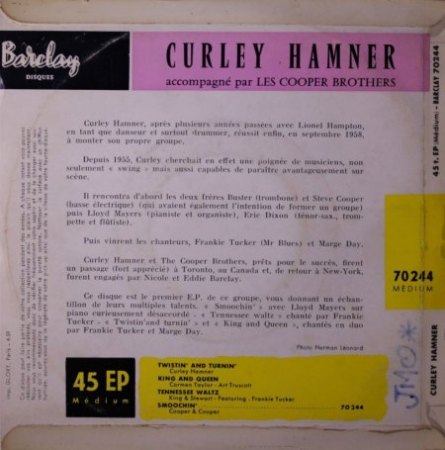 Barclay
DISQUES
CURLEY HAMNER
accompagné par LES COOPER BROTHERS
45 t. EP (Médium) - BARCLAY 70244
Curley Hamner, après plusieurs années passées avec Lionel Hampton,
en tant que danseur et surtout drummer, réussit enfin, en septembre 1958,
à monter son propre groupe.
Depuis 1955, Curley cherchait en effet une poignée de musiciens, non
seulement « swing » mais aussi capables de paraître avantageusement sur
scène.
Il rencontra d'abord les deux frères Buster (trombone) et Steve Cooper
(basse électrique) (qui avaient également l'intention de former un groupe)
puis Lloyd Mayers (pianiste et organiste), Eric Dixon (ténor-sax., trom-
pette et flûtiste).
Puis vinrent les chanteurs, Frankie Tucker (Mr Blues) et Marge Day.
Curley Hamner et The Cooper Brothers, prêts pour le succès, firent
un passage (fort apprécié) à Toronto, au Canada et, de retour à New-York,
furent engagés par Nicole et Eddie Barclay.
Ce disque est le premier E.P. de ce groupe, vous donnant un échan-
tillon de leurs multiples talents. « Smoochin' » avec Lloyd Mayers sur
piano curieusement désaccordé. - « Tennessee waltz » chanté par Frankie
Tucker - « Twistin'and turnin' » et « King and Queen », chantés en duo
par Frankie Tucker et Marge Day.
Photo Herman Léonard
70244
MÉDIUM
JMO*
CURLEY HAMNER
45 EP
Médium
TWISTIN' AND TURNIN'
Curley Hamner
KING AND QUEEN
Carmen Taylor - Art Truscott
TENNESSEE WALTZ
King & Stewart - Featuring : Frankie Tucker
SMOOCHIN'
Cooper & Cooper
70244